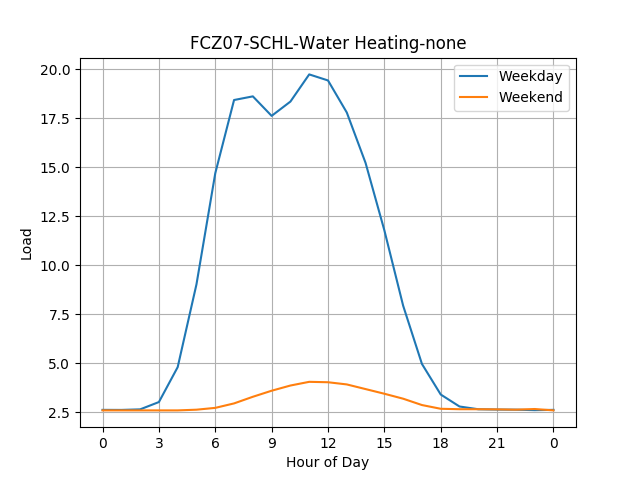 FCZ07-SCHL-Water Heating-none
Weekday
Weekend
20.0
17.5
15.0
12.5
10.0
7.5
5.0
2.5
Load
0 3 6 9 12 15 18 21 0
Hour of Day